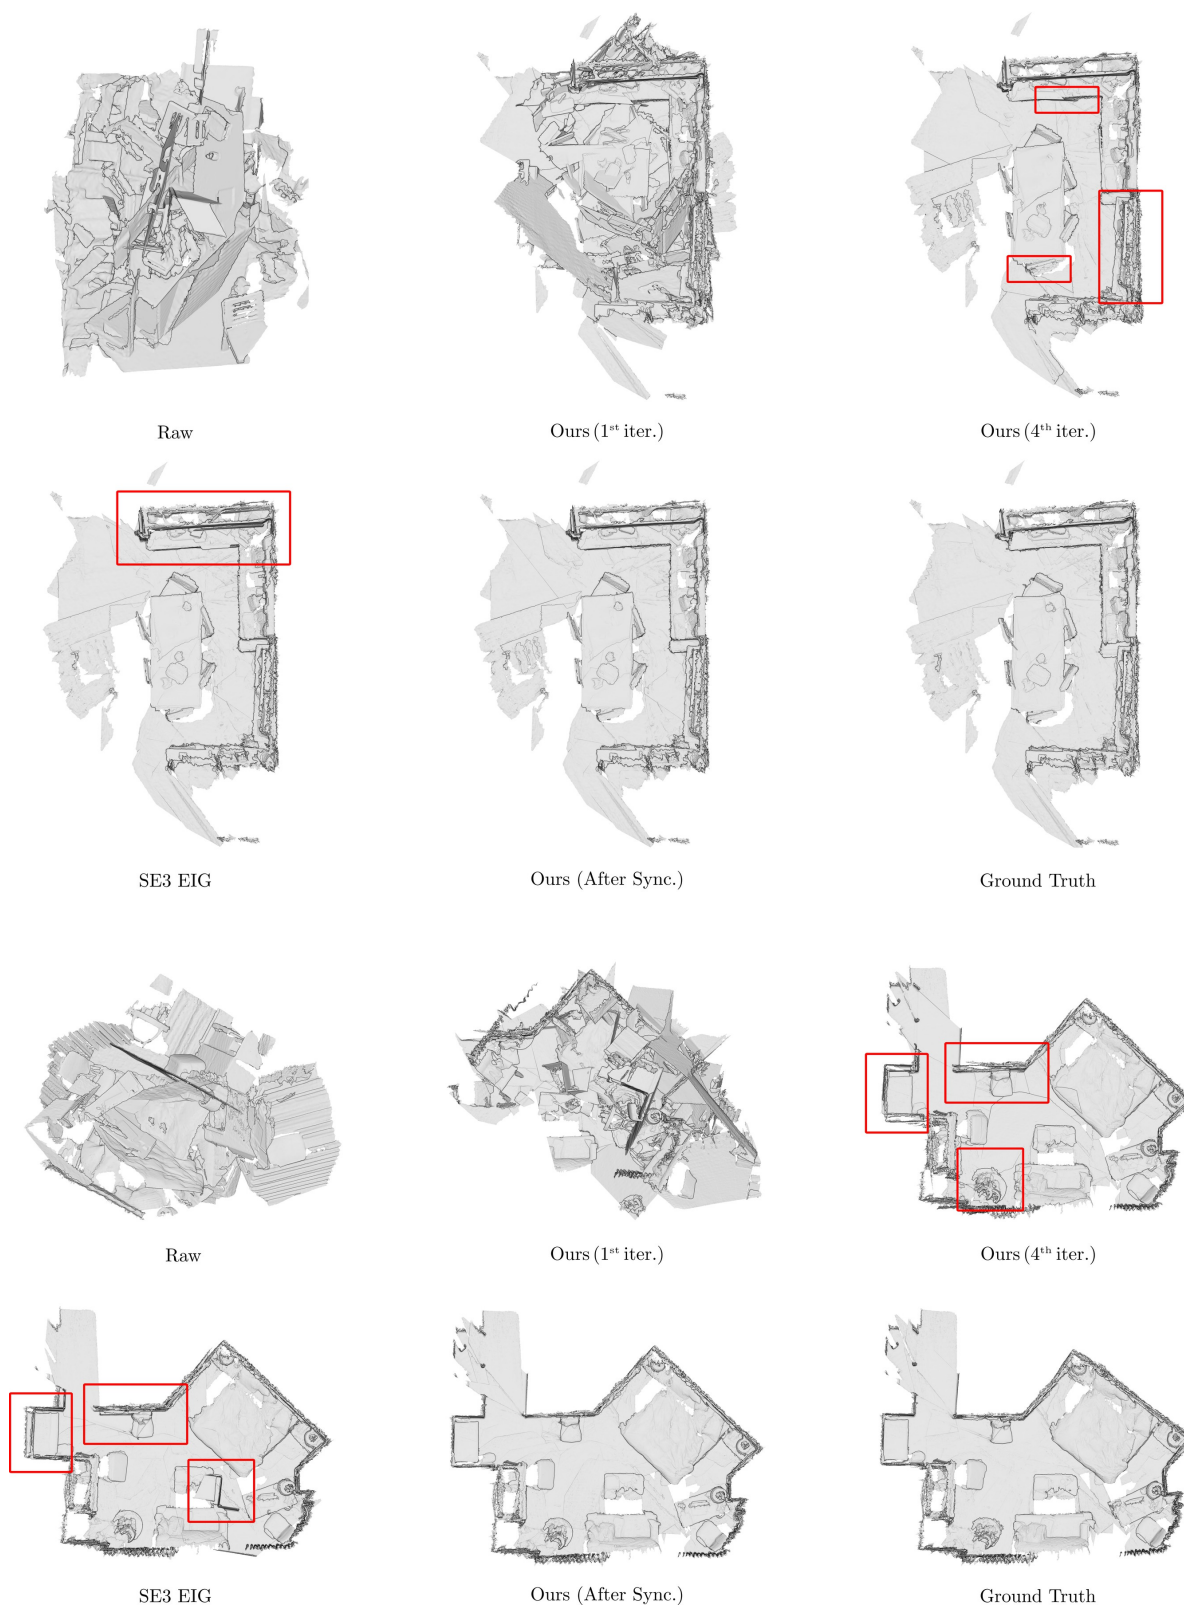 Raw
Ours (1st iter.)
Ours (4th iter.)
SE3 EIG
Ours (After Sync.)
Ground Truth
Raw
Ours (1st iter.)
Ours (4th iter.)
SE3 EIG
Ours (After Sync.)
Ground Truth